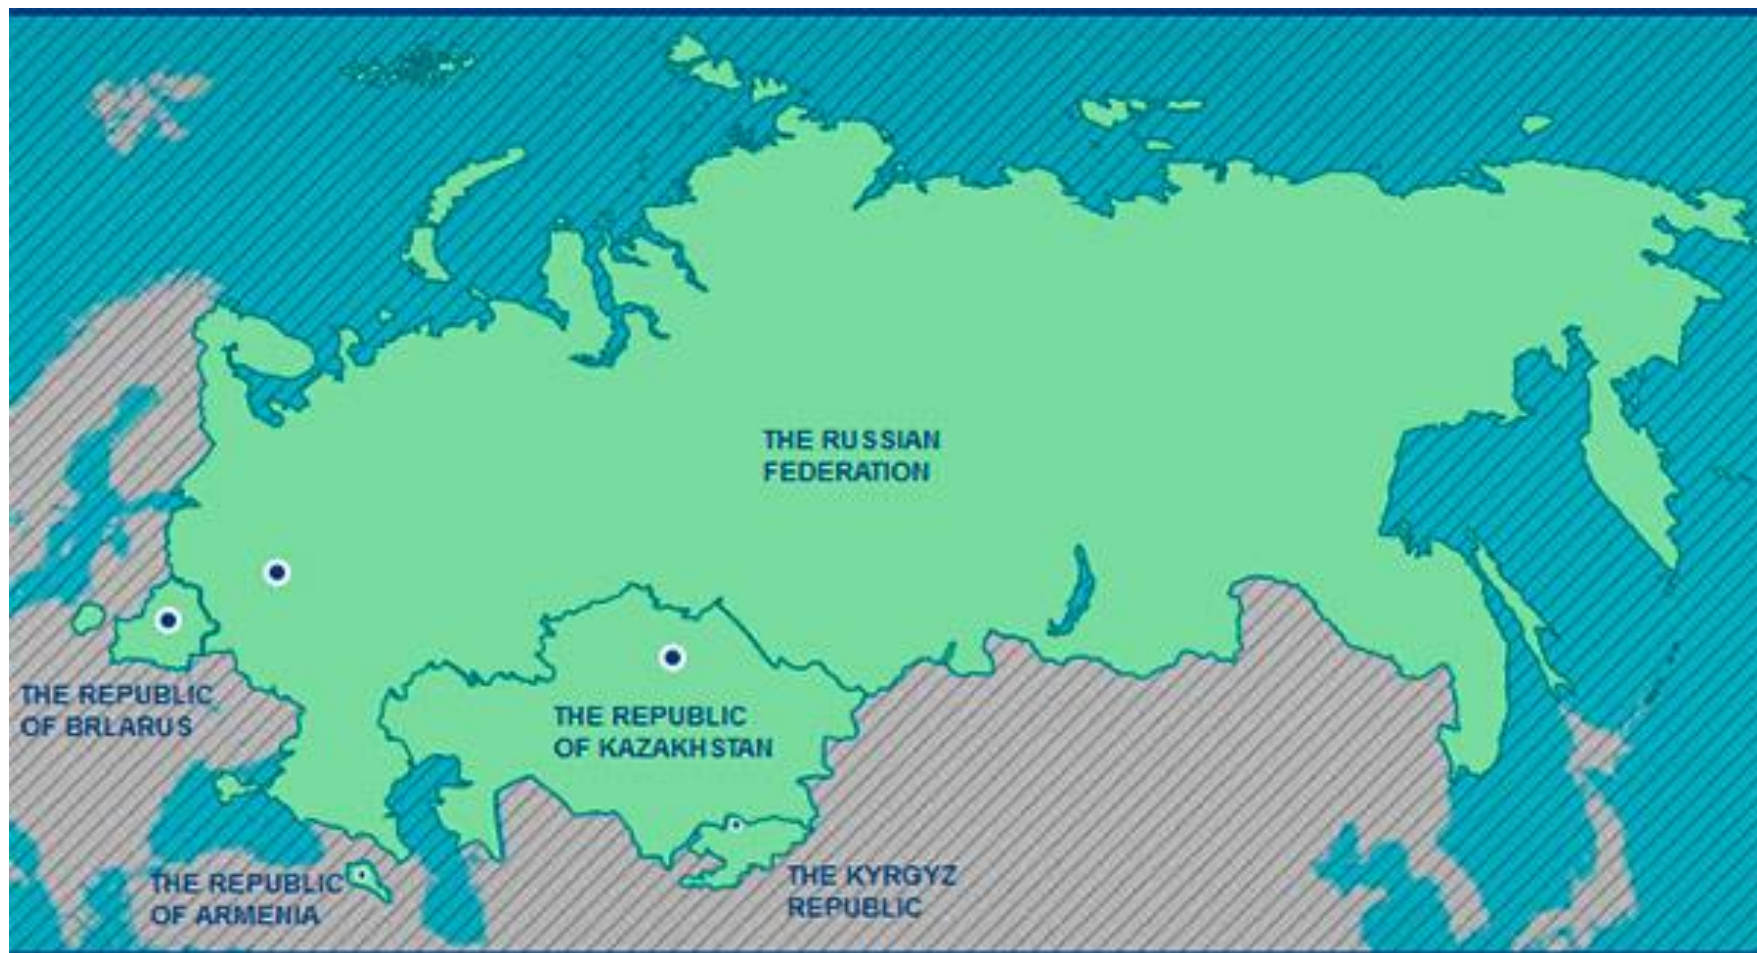 THE RUSSIAN
FEDERATION
THE REPUBLIC
OF BRLARUS
THE REPUBLIC
OF KAZAKHSTAN
THE REPUBLIC
OF ARMENIA
THE KYRGYZ
REPUBLIC